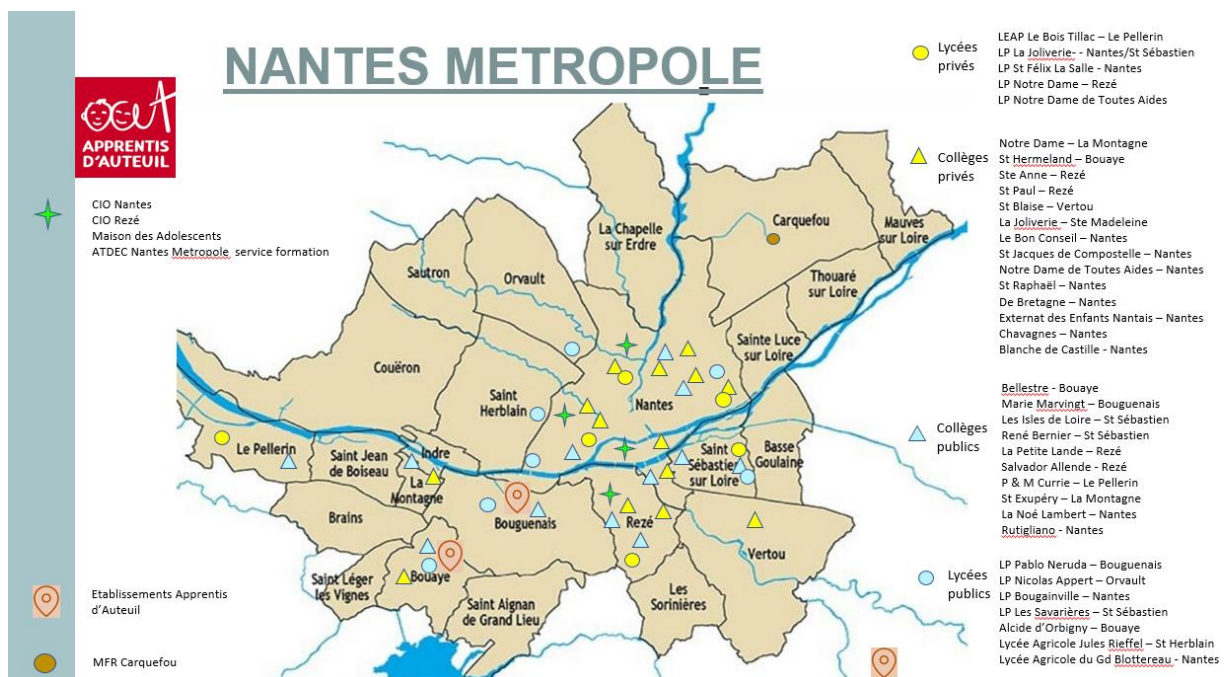 NANTES METROPOLE
APPRENTIS
D'AUTEUIL
CIO Nantes
CIO Rezé
Maison des Adolescents
ATDEC Nantes Metropole service formation
Etablissements Apprentis
d'Auteuil
MFR Carquefou
La Chapelle
sur Erdre
Carquefou
Mauves
sur Loire
Sautron
Orvault
Thouaré
sur Loire
Couëron
Sainte Luce
sur Loire
Saint
Herblain
Nantes
Le Pellerin
Saint Jean
de Boiseau
Indre
La
Montagne
Saint
Sébastien
sur Loire
Basse
Goulaine
Brains
Bouguenais
Rezé
Vertou
Saint Léger
les Vignes
Bouaye
Saint Aignan
de Grand Lieu
Les
Sorinières
Lycées
privés
LEAP Le Bois Tillac – Le Pellerin
LP La Joliverie- - Nantes/St Sébastien
LP St Félix La Salle - Nantes
LP Notre Dame – Rezé
LP Notre Dame de Toutes Aides
Collèges
privés
Notre Dame – La Montagne
St Hermeland – Bouaye
Ste Anne – Rezé
St Paul – Rezé
St Blaise – Vertou
La Joliverie – Ste Madeleine
Le Bon Conseil – Nantes
St Jacques de Compostelle – Nantes
Notre Dame de Toutes Aides – Nantes
St Raphaël – Nantes
De Bretagne – Nantes
Externat des Enfants Nantais – Nantes
Chavagnes – Nantes
Blanche de Castille - Nantes
Collèges
publics
Bellestre - Bouaye
Marie Marvingt – Bouguenais
Les Isles de Loire – St Sébastien
René Bernier – St Sébastien
La Petite Lande – Rezé
Salvador Allende – Rezé
P & M Currie – Le Pellerin
St Exupéry – La Montagne
La Noé Lambert – Nantes
Rutigliano - Nantes
Lycées
publics
LP Pablo Neruda – Bouguenais
LP Nicolas Appert – Orvault
LP Bougainville – Nantes
LP Les Savarières – St Sébastien
Alcide d'Orbigny – Bouaye
Lycée Agricole Jules Rieffel – St Herblain
Lycée Agricole du Gd Blottereau - Nantes